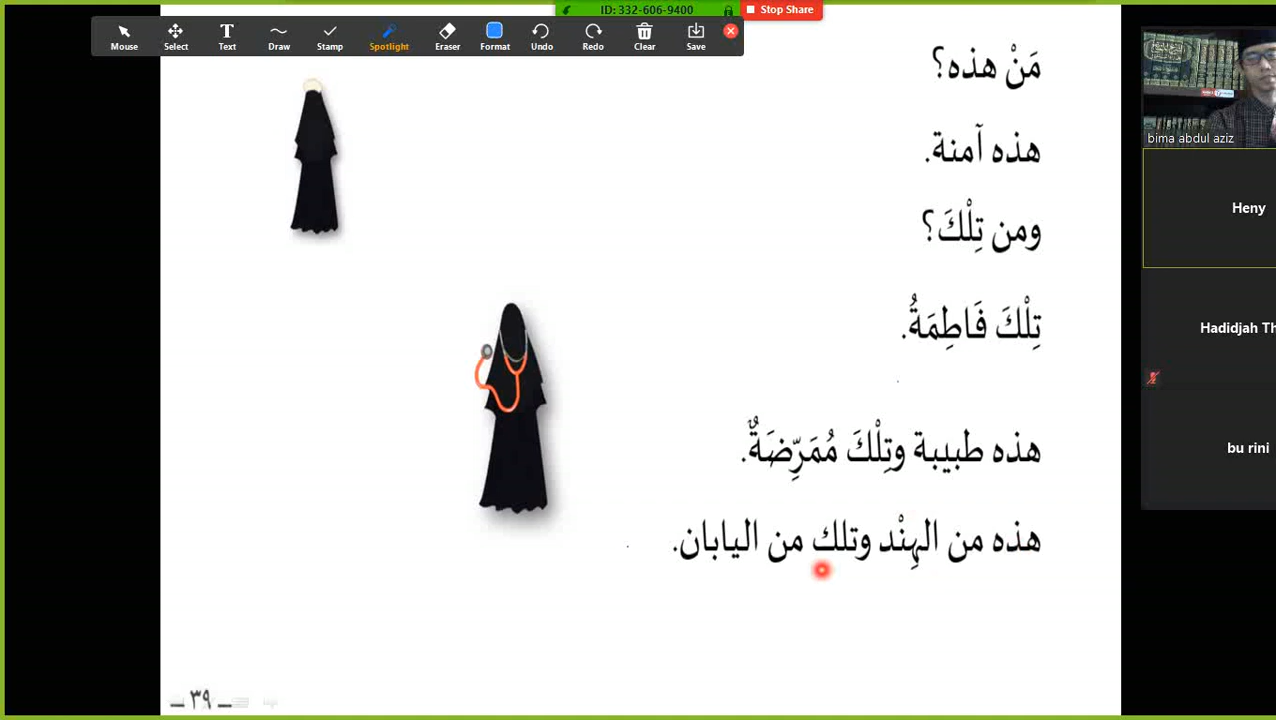 ID: 332-606-9400
Stop Share
Mouse
Select
Text
Draw
Stamp
Spotlight
Eraser
Format
Undo
Redo
Clear
Save
مَنْ هذه؟
هذه آمنة.
ومن تِلْكَ؟
تِلْكَ فَاطِمَةُ.
هذه طبيبة وتِلْكَ مُمَرِّضَةٌ.
هذه من الهِنْد وتلك من اليابان.
ـ ٣٩ ـ
bima abdul aziz
Heny
Hadidjah Th
bu rini